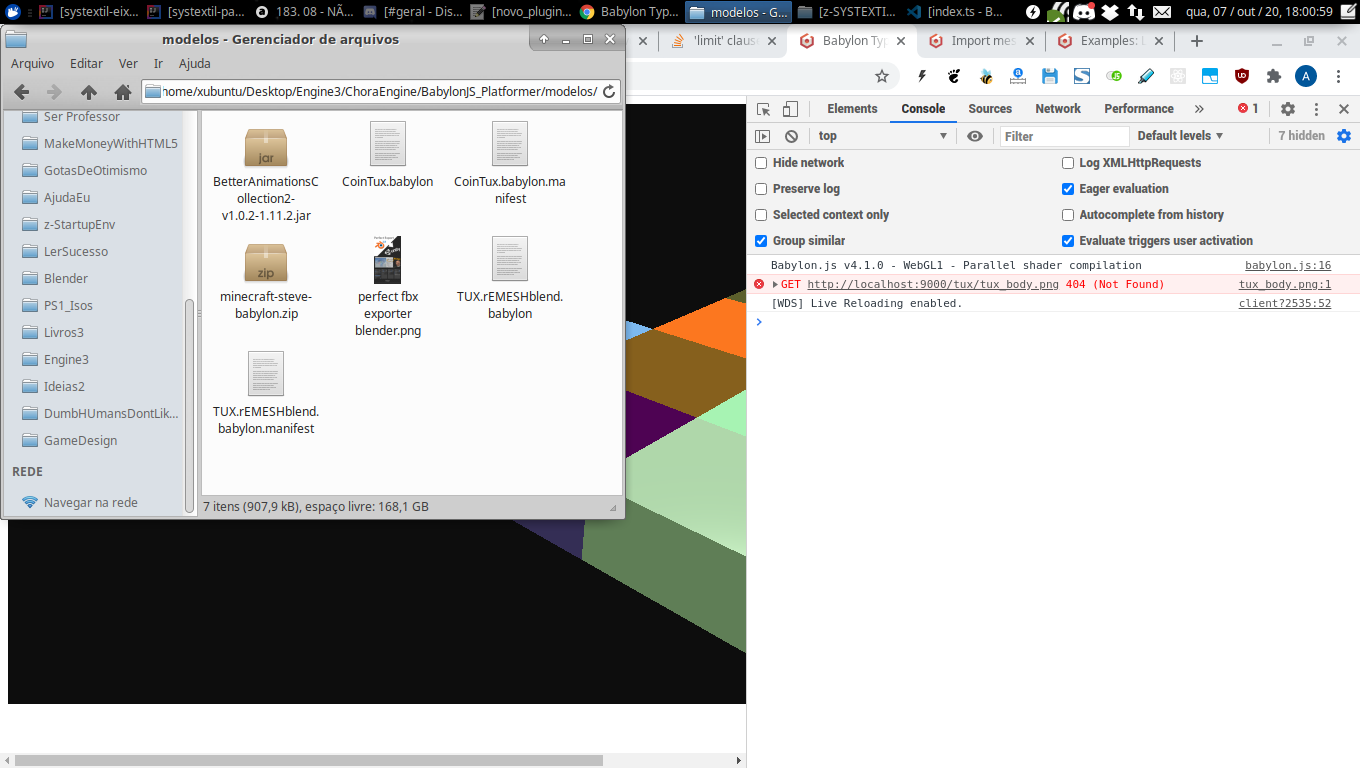 [systextil-eix...
[systextil-pa...
183. 08 - NÃ...
[#geral - Dis...
[novo_plugin...
Babylon Typ...
modelos - G...
[z-SYSTEXTI...
[index.ts - B...
qua, 07 / out / 20, 18:00:59
modelos - Gerenciador de arquivos
Arquivo Editar Ver Ir Ajuda
home/xubuntu/Desktop/Engine3/ChoraEngine/BabylonJS_Platformer/modelos/
Ser Professor
MakeMoneyWithHTML5
GotasDeOtimismo
AjudaEu
z-StartupEnv
LerSucesso
Blender
PS1_Isos
Livros3
Engine3
Ideias2
DumbHUmansDontLik...
GameDesign
REDE
Navegar na rede
jar
BetterAnimationsC
ollection2-
v1.0.2-1.11.2.jar
CoinTux.babylon
CoinTux.babylon.ma
nifest
zip
minecraft-steve-
babylon.zip
perfect fbx
exporter
blender.png
TUX.rEMESHblend.
babylon
TUX.rEMESHblend.
babylon.manifest
7 itens (907,9 kB), espaço livre: 168,1 GB
'limit' claus
Babylon Typ
Import mes
Examples:
A
Elements Console Sources Network Performance » 1
top
Filter
Default levels
7 hidden
Hide network
Log XMLHttpRequests
Preserve log
Eager evaluation
Selected context only
Autocomplete from history
Group similar
Evaluate triggers user activation
Babylon.js v4.1.0 - WebGL1 - Parallel shader compilation babylon.js:16
GET http://localhost:9000/tux/tux_body.png 404 (Not Found) tux_body.png:1
[WDS] Live Reloading enabled. client?2535:52